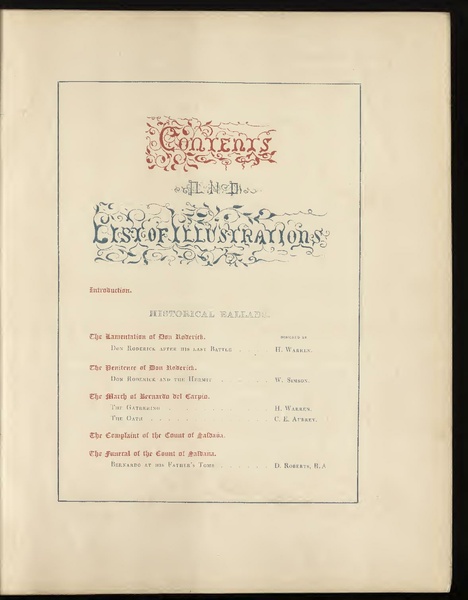 Contents
AND
List of Illustrations.
Introduction.
HISTORICAL BALLADS.
The Lamentation of Don Roderick.
Don Roderick after his last Battle . . . H. Warren.
The Penitence of Don Roderick.
Don Roderick and the Hermit . . . . . . W. Simson.
The March of Bernardo del Carpio.
The Gathering . . . . . . H. Warren.
The Oath . . . . . . C. E. Aubrey.
The Complaint of the Count of Saldana.
The Funeral of the Count of Saldana.
Bernardo at his Father's Tomb . . . . . . D. Roberts, R.A